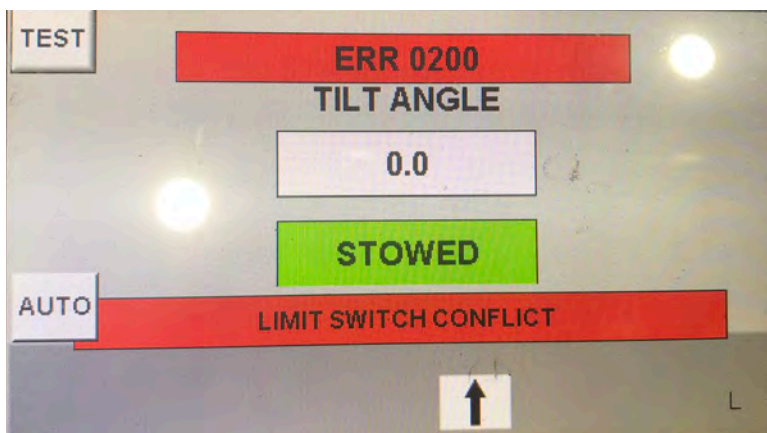 TEST
ERR 0200
TILT ANGLE
0.0
STOWED
AUTO
LIMIT SWITCH CONFLICT
L